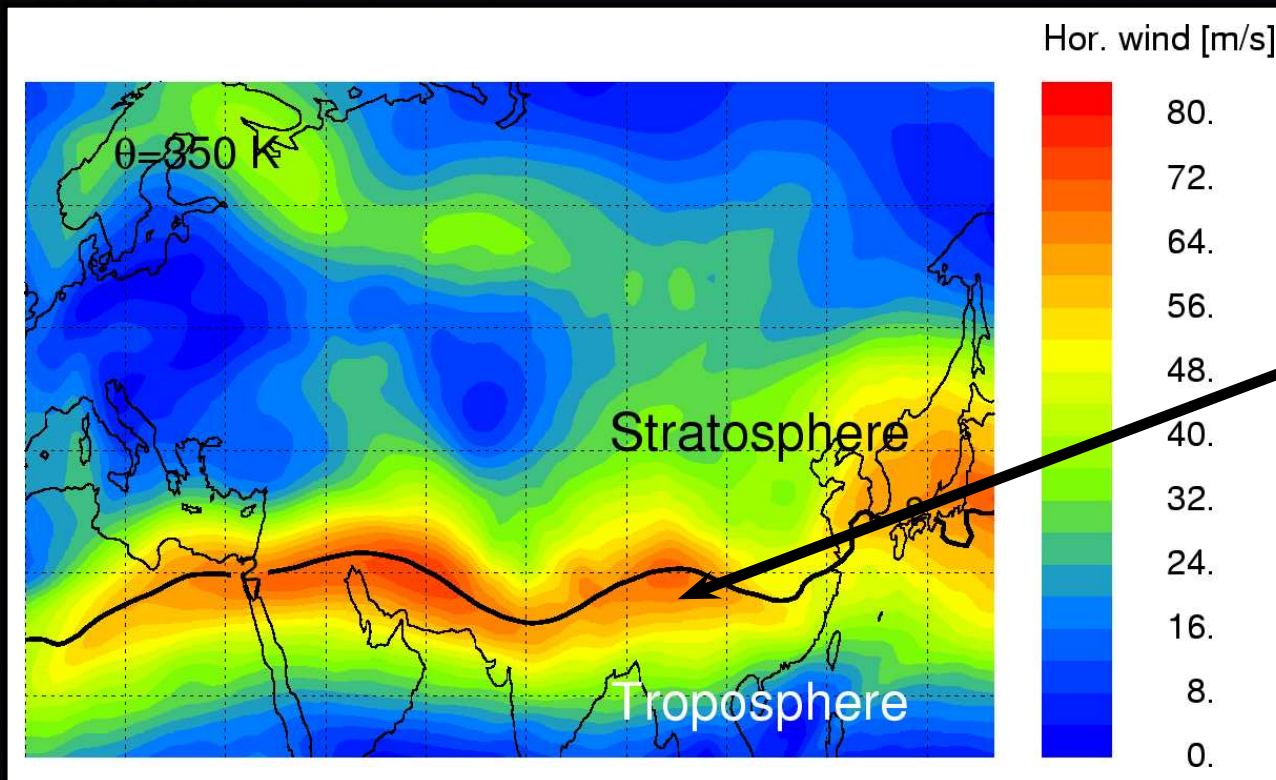 Hor. wind [m/s]
θ=350 K
Stratosphere
Troposphere
80.
72.
64.
56.
48.
40.
32.
24.
16.
8.
0.